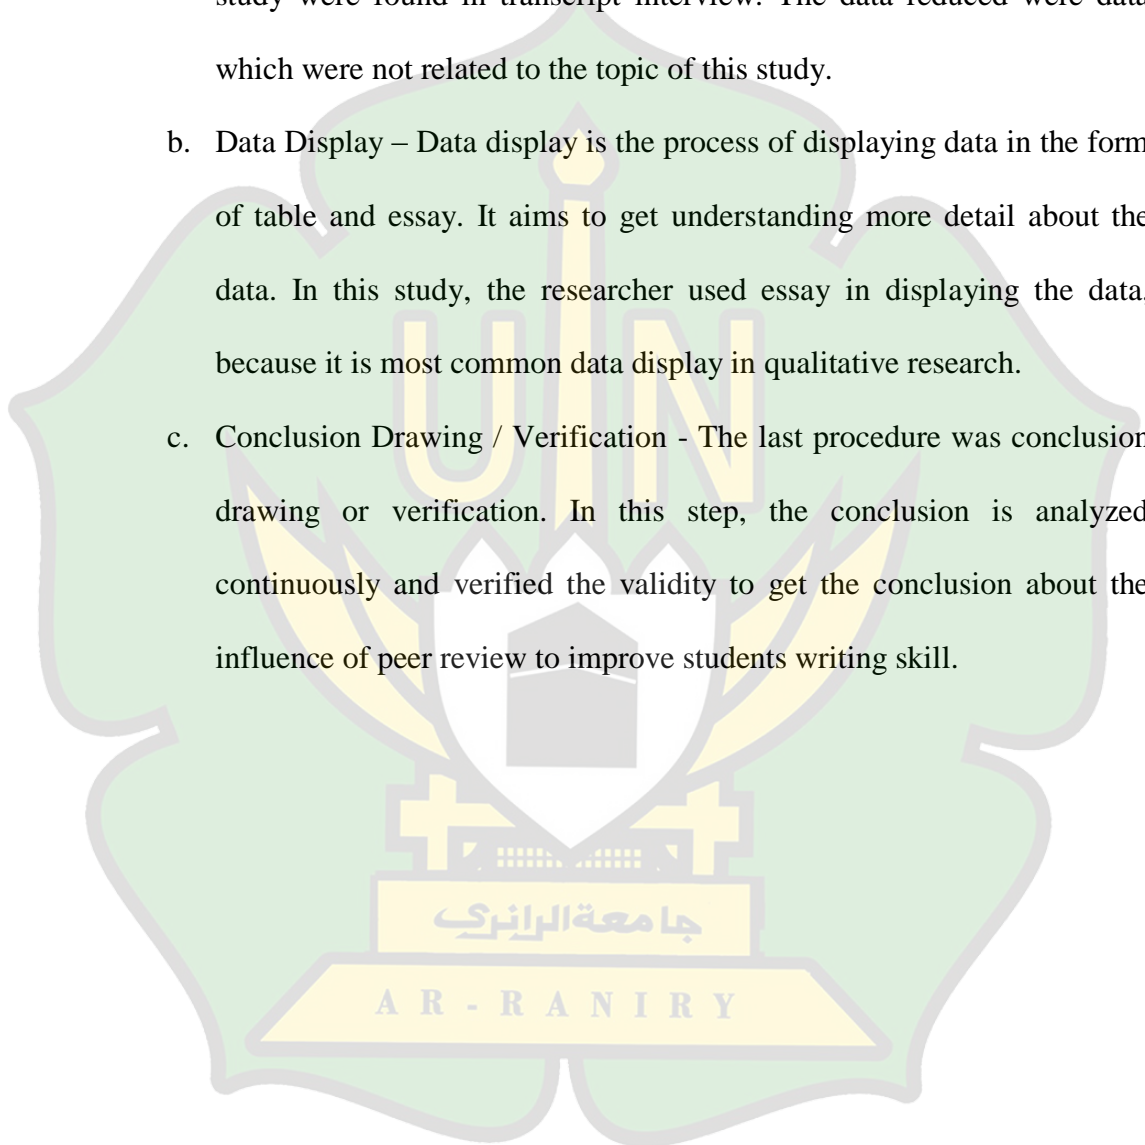 study were found in transcript interview. The data reduced were data
which were not related to the topic of this study.
b. Data Display – Data display is the process of displaying data in the form
of table and essay. It aims to get understanding more detail about the
data. In this study, the researcher used essay in displaying the data,
because it is most common data display in qualitative research.
c. Conclusion Drawing / Verification - The last procedure was conclusion
drawing or verification. In this step, the conclusion is analyzed
continuously and verified the validity to get the conclusion about the
influence of peer review to improve students writing skill.
UIN
جامعة الرانري
AR-RANIRY